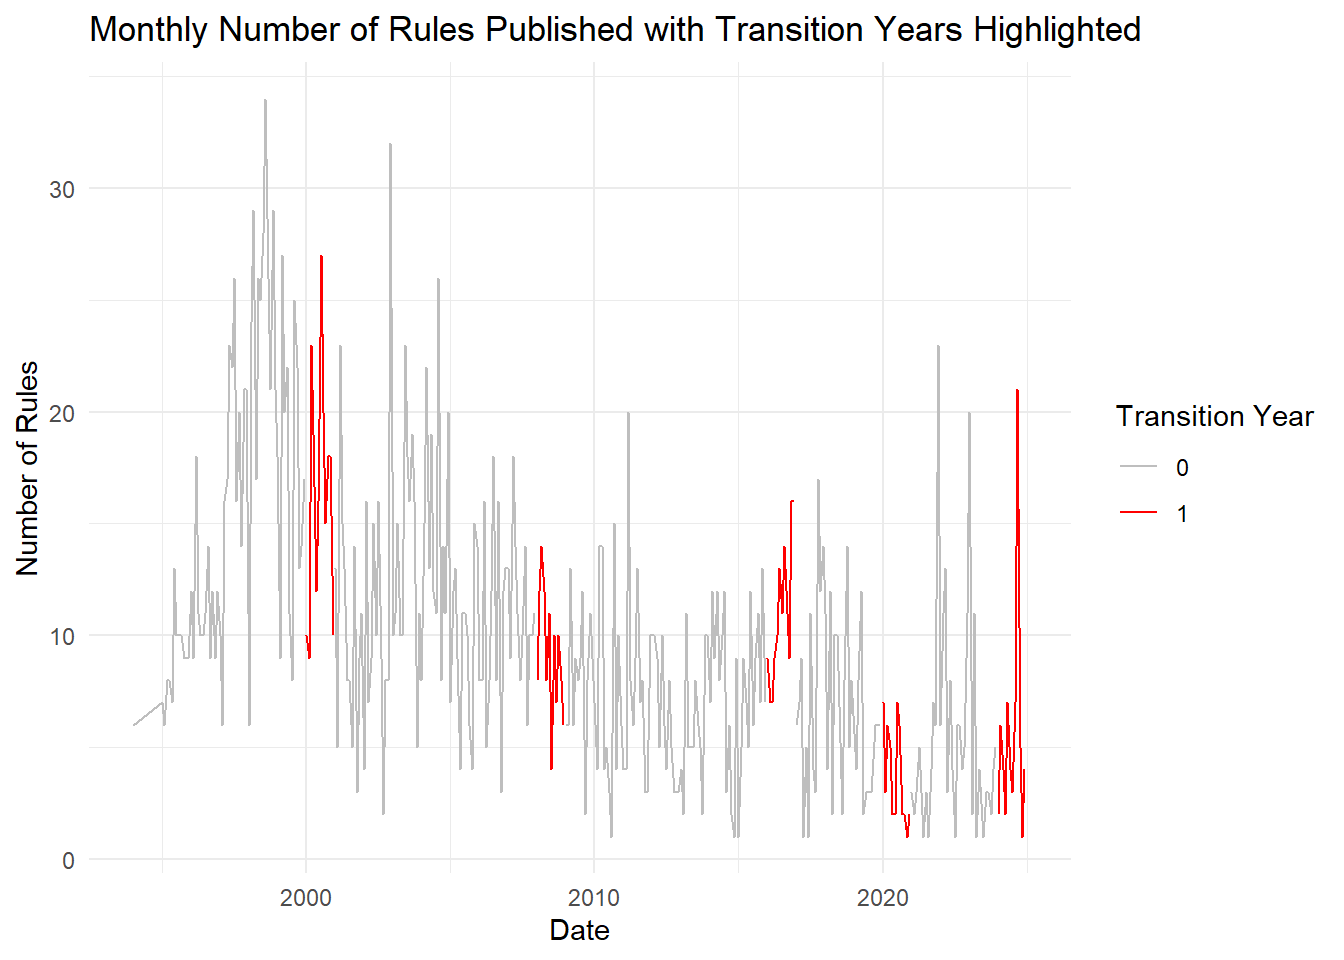 Monthly Number of Rules Published with Transition Years Highlighted
Number of Rules
30
20
10
0
2000
2010
2020
Date
Transition Year
0
1